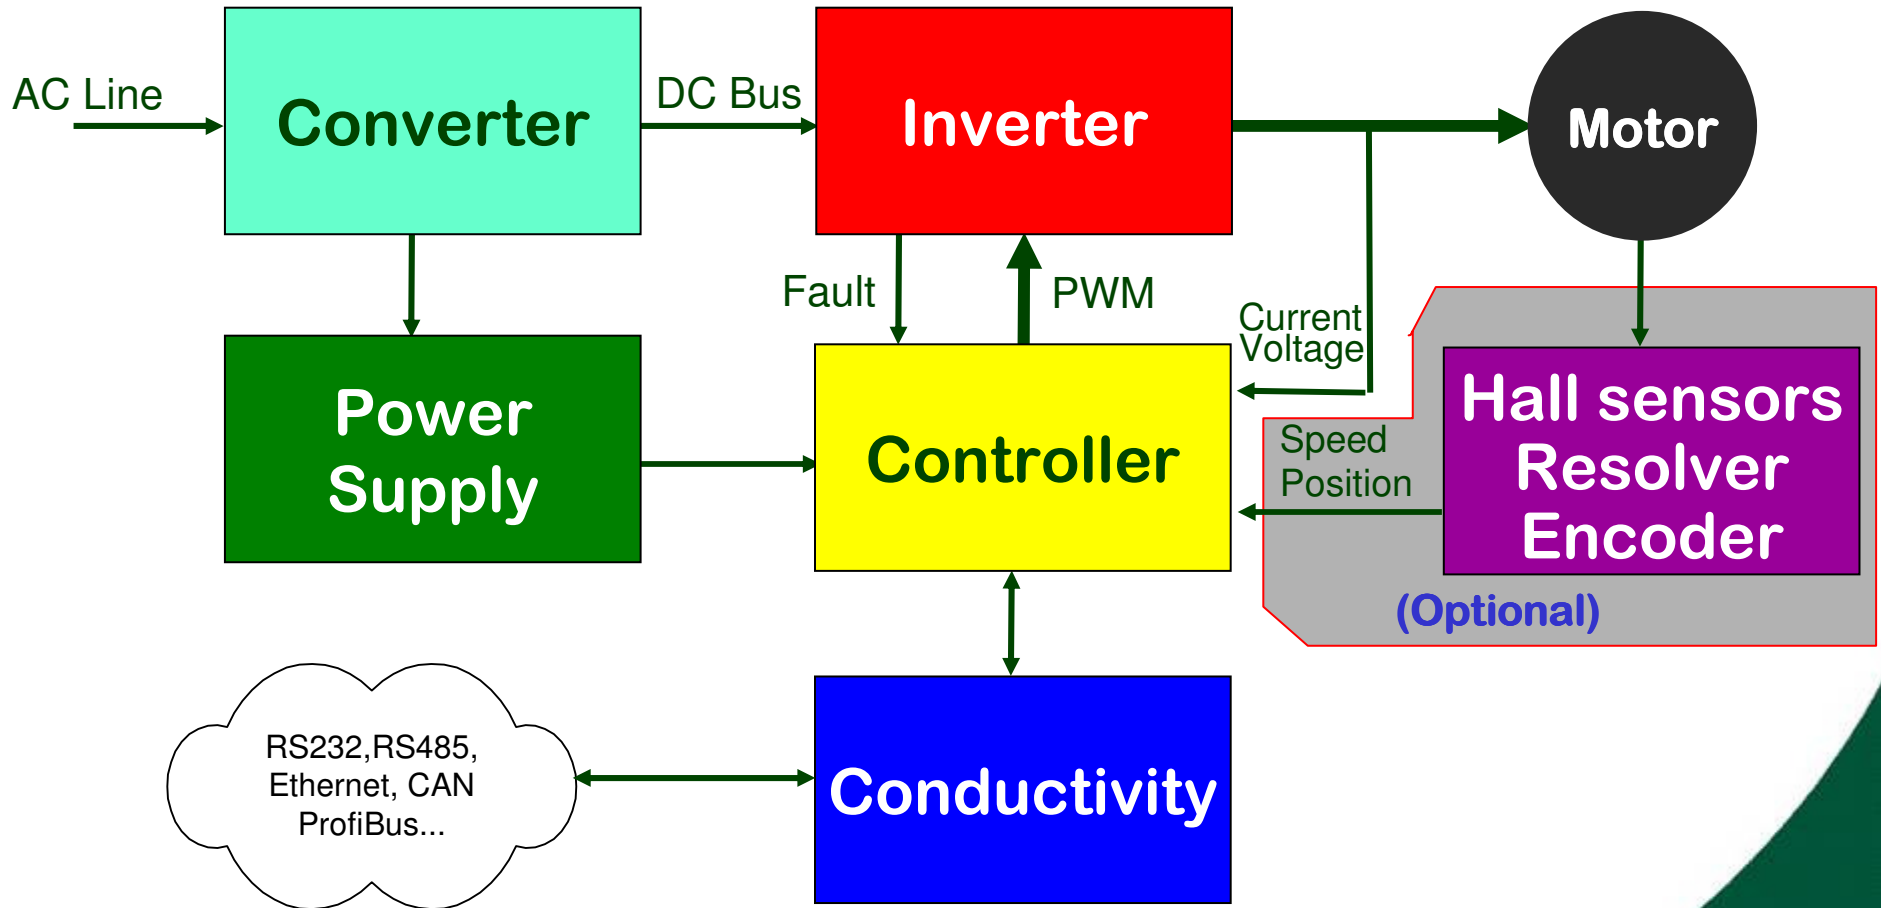 AC Line
Converter
DC Bus
Inverter
Motor
Fault
PWM
Current
Voltage
Power
Supply
Controller
Speed
Position
Hall sensors
Resolver
Encoder
(Optional)
RS232,RS485,
Ethernet, CAN
ProfiBus...
Conductivity